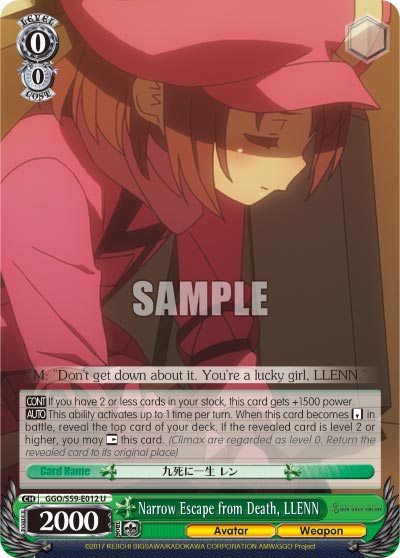 LEVEL
0
0
COST
SAMPLE
M: "Don't get down about it. You're a lucky girl, LLENN."
CONT If you have 2 or less cards in your stock, this card gets +1500 power.
AUTO This ability activates up to 1 time per turn. When this card becomes in
battle, reveal the top card of your deck. If the revealed card is level 2 or
higher, you may this card. (Climax are regarded as level 0. Return the
revealed card to its original place)
Card Name
九死に一生 レン
CH
GGO/S59-E012 U
Narrow Escape from Death, LLENN
GUN GALE ONLINE
POWER
2000
Avatar
Weapon
©2017 KEIICHI SIGSAWA/KADOKAWA CORPORATION AMW/GGO Project